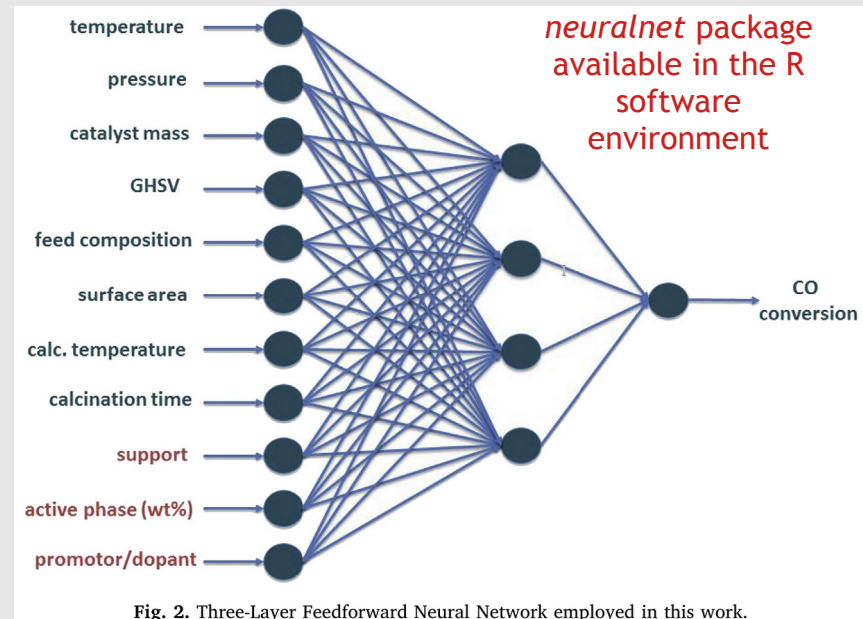 temperature
pressure
catalyst mass
GHSV
feed composition
surface area
calc. temperature
calcination time
support
active phase (wt%)
promotor/dopant
neuralnet package
available in the R
software
environment
CO
conversion
Fig. 2. Three-Layer Feedforward Neural Network employed in this work.